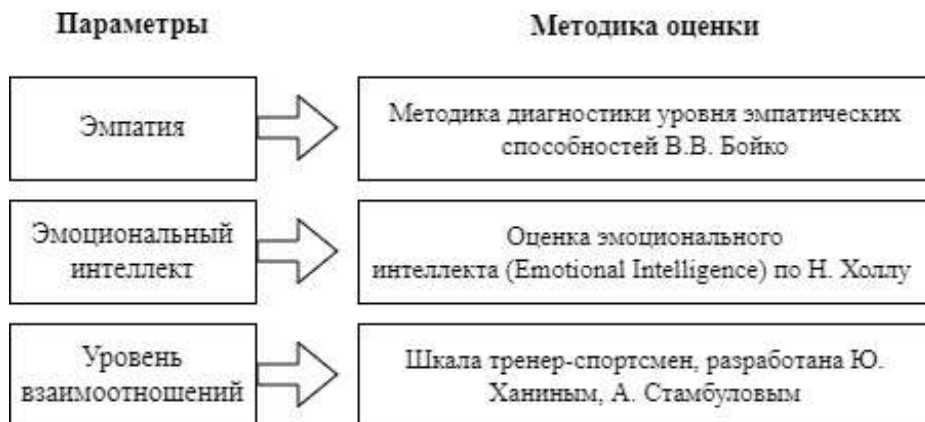 Параметры
Методика оценки
Эмпатия
Методика диагностики уровня эмпатических
способностей В.В. Бойко
Эмоциональный
интеллект
Оценка эмоционального
интеллекта (Emotional Intelligence) по Н. Холлу
Уровень
взаимоотношений
Шкала тренер-спортсмен, разработана Ю.
Ханиным, А. Стамбуловым